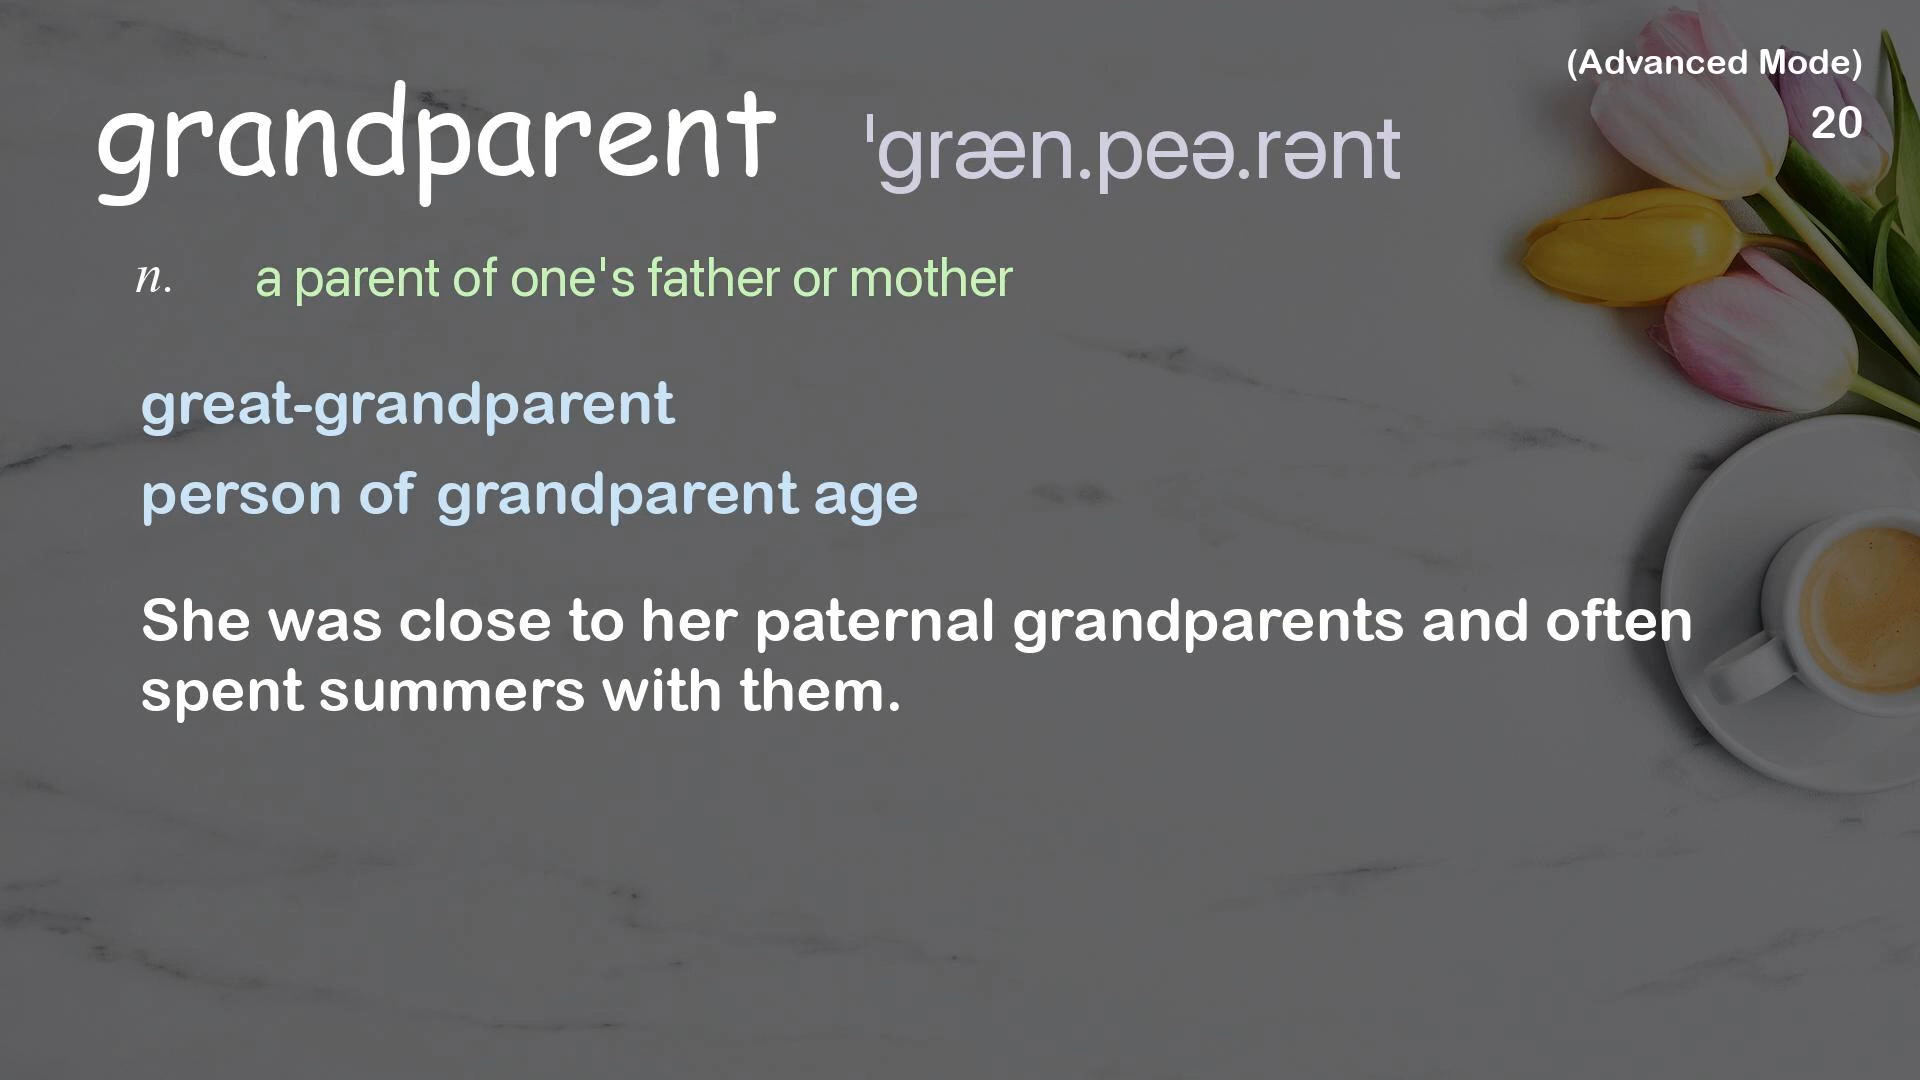 (Advanced Mode)
grandparent ˈɡræn.peə.rənt
20
n. a parent of one's father or mother
great-grandparent
person of grandparent age
She was close to her paternal grandparents and often
spent summers with them.